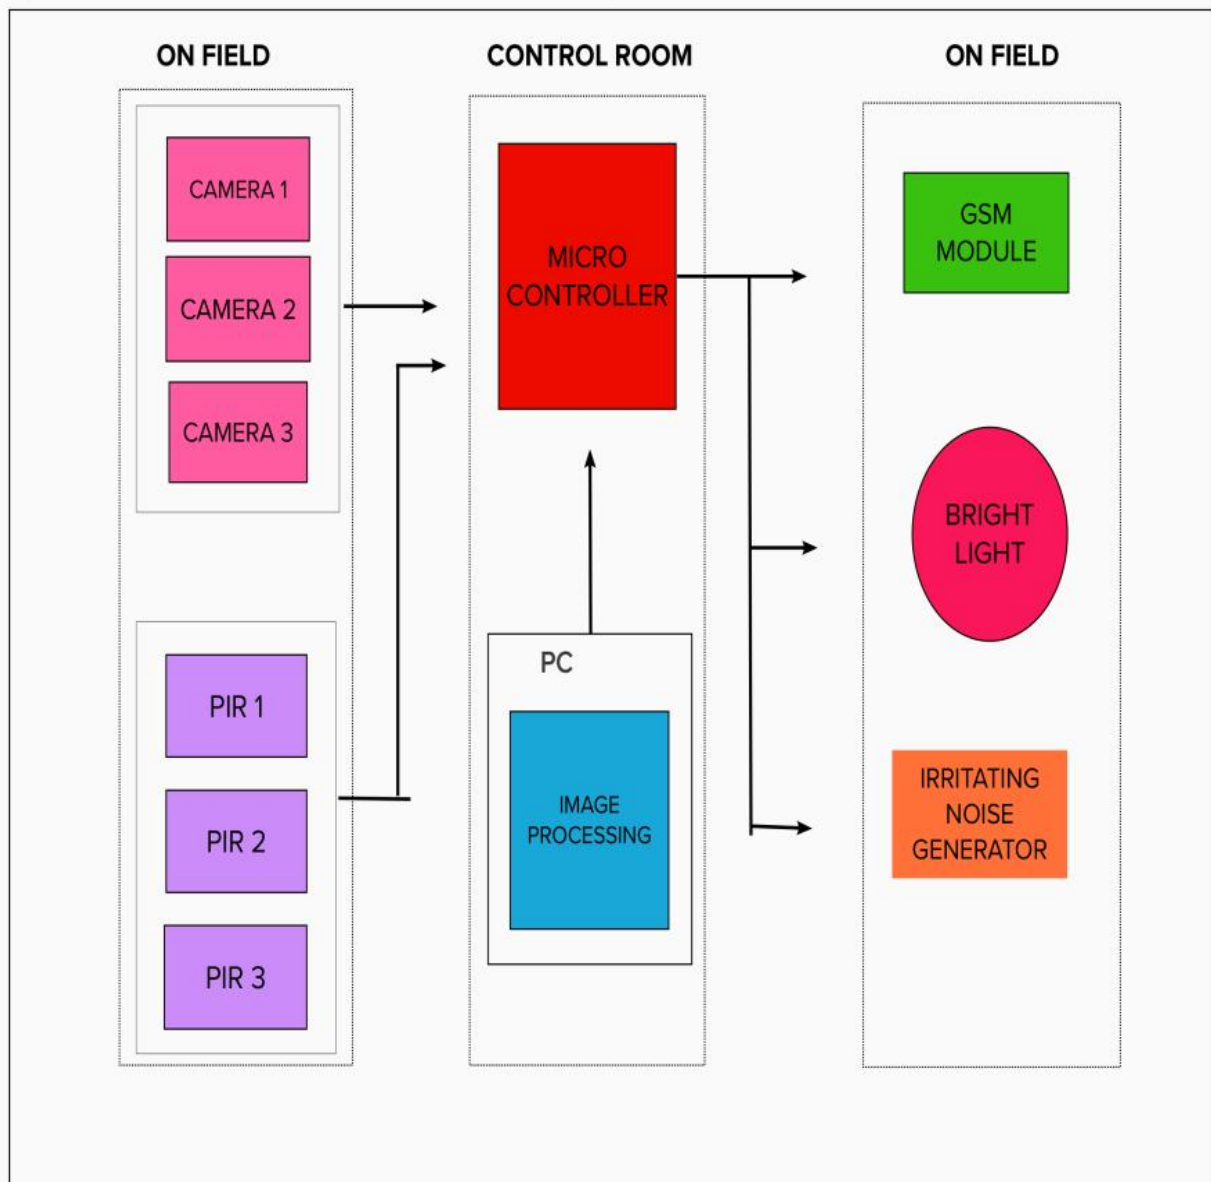 ON FIELD
CONTROL ROOM
ON FIELD
CAMERA 1
CAMERA 2
CAMERA 3
PIR 1
PIR 2
PIR 3
MICRO
CONTROLLER
PC
IMAGE
PROCESSING
GSM
MODULE
BRIGHT
LIGHT
IRRITATING
NOISE
GENERATOR